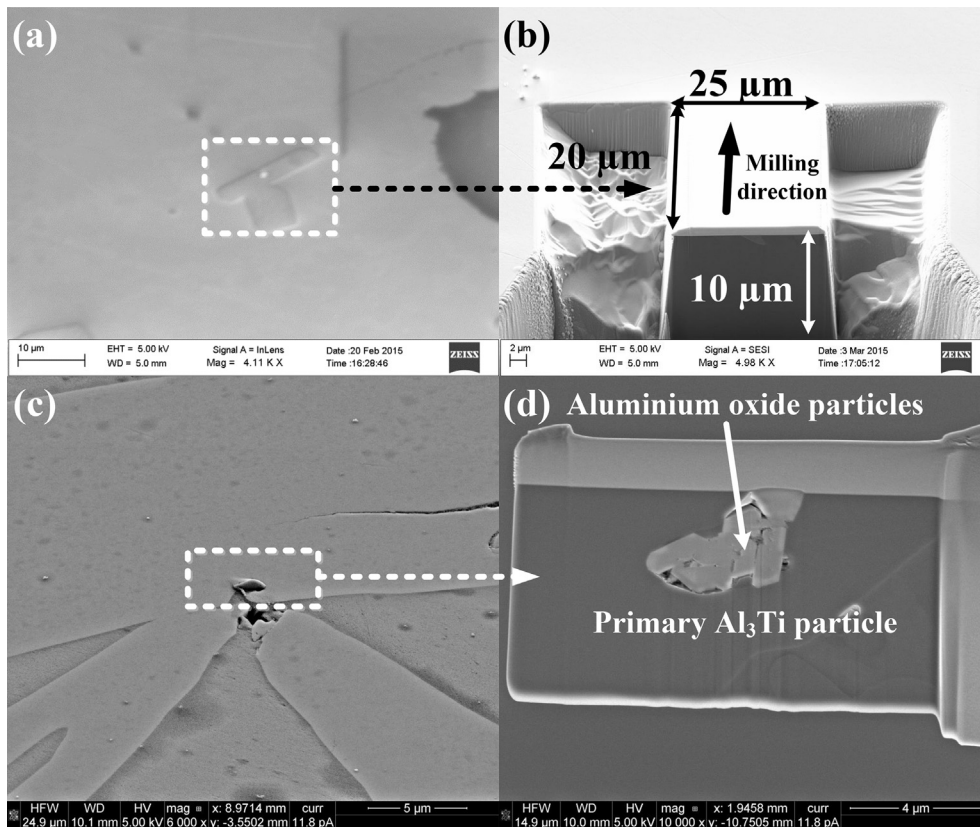 (a)
10 µm
EHT = 5.00 kV
WD = 5.0 mm
Signal A = InLens
Mag = 4.11 K X
Date :20 Feb 2015
Time :16:28:46
ZEISS
(b)
25 µm
20 µm
Milling
direction
10 µm
2 µm
EHT = 5.00 kV
WD = 5.0 mm
Signal A = SESI
Mag = 4.98 K X
Date :3 Mar 2015
Time :17:05:12
ZEISS
(c)
HFW WD HV mag x: 8.9714 mm curr 5 µm
24.9 µm 10.1 mm 5.00 kV 6 000 x y: -3.5502 mm 11.8 pA
(d)
Aluminium oxide particles
Primary Al₃Ti particle
HFW WD HV mag x: 1.9458 mm curr 4 µm
14.9 µm 10.0 mm 5.00 kV 10 000 x y: -10.7505 mm 11.8 pA